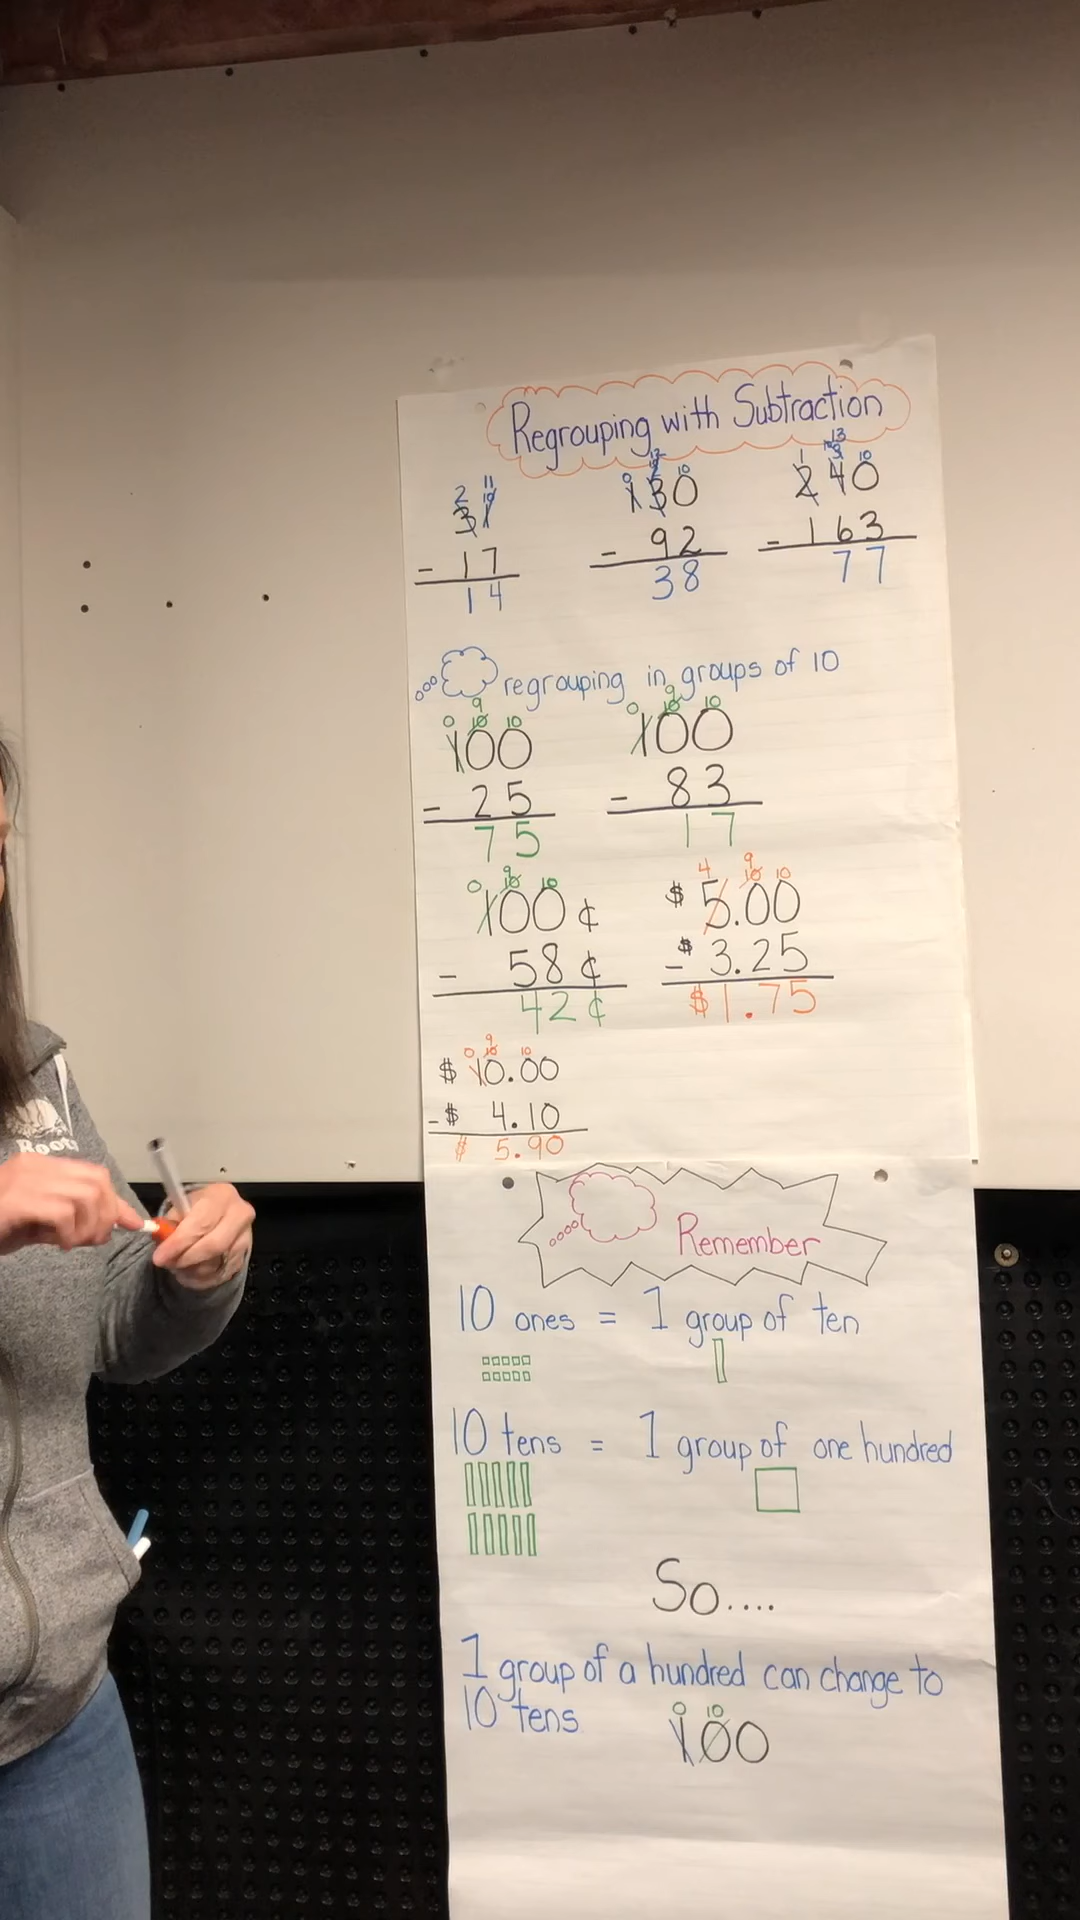 Regrouping with Subtraction
2 11
10
31
- 17
14
0 12 10
130
- 92
38
1 13 10
240
- 163
77
regrouping in groups of 10
9
0 10 10
100
- 25
75
9
0 10 10
100
- 83
17
9
0 10 10
100¢
- 58¢
42¢
9
4 10 10
$5.00
- $3.25
$1.75
9
0 10 10
$10.00
- $ 4.10
$ 5.90
Remember
10 ones = 1 group of ten
10 tens = 1 group of one hundred
So....
1 group of a hundred can change to
10 tens
0 10
100
Roots